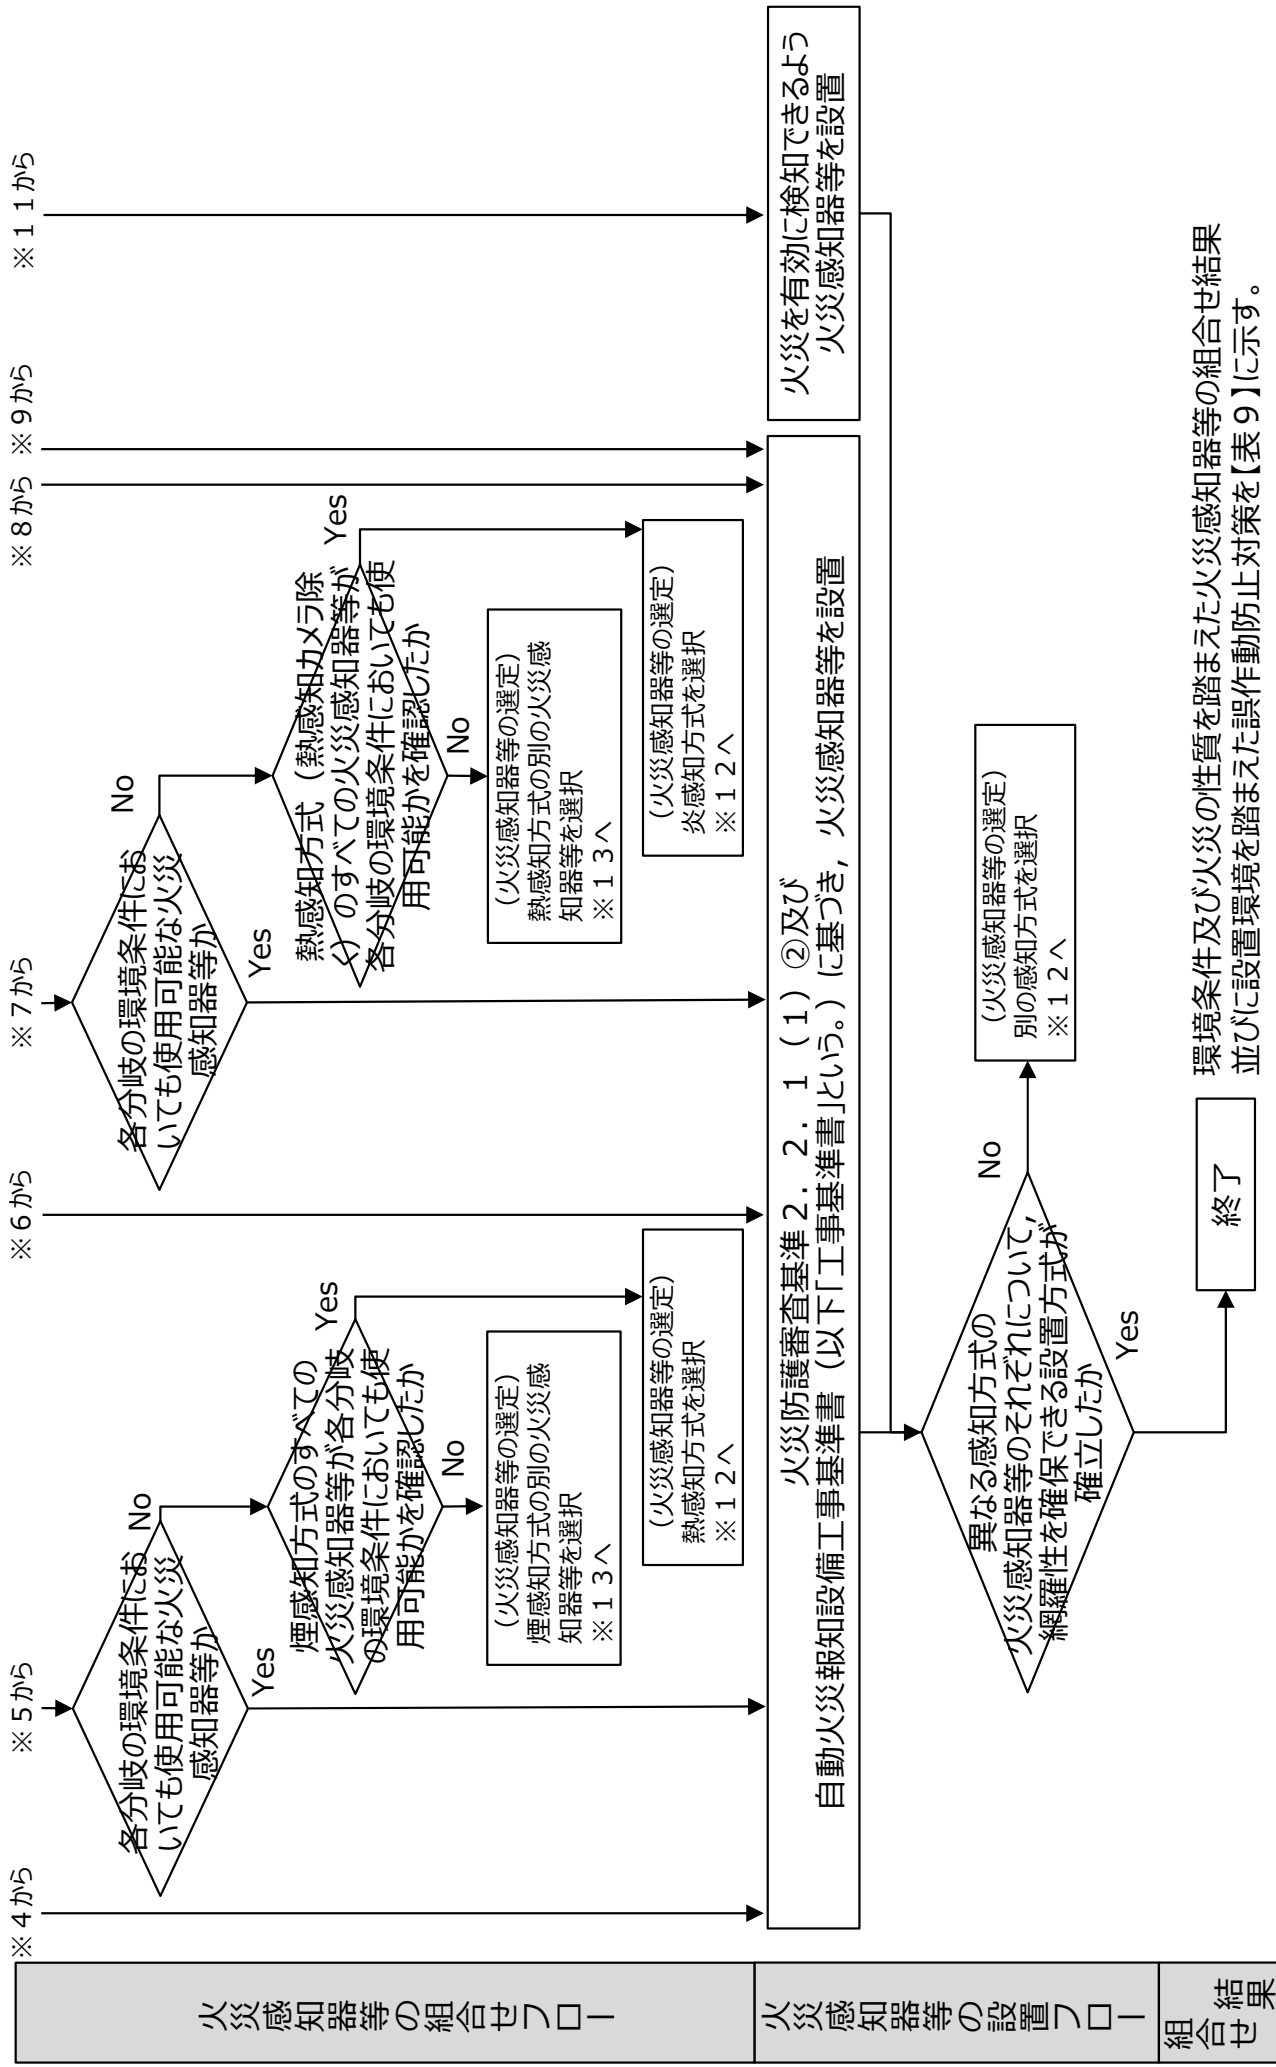 火災感知器等の組合せフロー
※４から
※５から
※６から
※７から
※８から
※９から
※１１から
各分岐の環境条件にお
いても使用可能な火災
感知器等か
No
Yes
煙感知方式のすべての
火災感知器等が各分岐
の環境条件においても使
用可能かを確認したか
Yes
No
（火災感知器等の選定）
煙感知方式の別の火災感
知器等を選択
※１３へ
（火災感知器等の選定）
熱感知方式を選択
※１２へ
各分岐の環境条件にお
いても使用可能な火災
感知器等か
No
Yes
熱感知方式（熱感知カメラ除
く）のすべての火災感知器等が
各分岐の環境条件においても使
用可能かを確認したか
Yes
No
（火災感知器等の選定）
熱感知方式の別の火災感
知器等を選択
※１３へ
（火災感知器等の選定）
炎感知方式を選択
※１２へ
火災感知器等の設置フロー
火災防護審査基準２．２．１（１）②及び
自動火災報知設備工事基準書（以下「工事基準書」という。）に基づき，火災感知器等を設置
火災を有効に検知できるよう
火災感知器等を設置
異なる感知方式の
火災感知器等のそれぞれについて，
網羅性を確保できる設置方式が
確立したか
No
Yes
（火災感知器等の選定）
別の感知方式を選択
※１２へ
組合せ
結果
終了
環境条件及び火災の性質を踏まえた火災感知器等の組合せ結果
並びに設置環境を踏まえた誤作動防止対策を【表９】に示す。